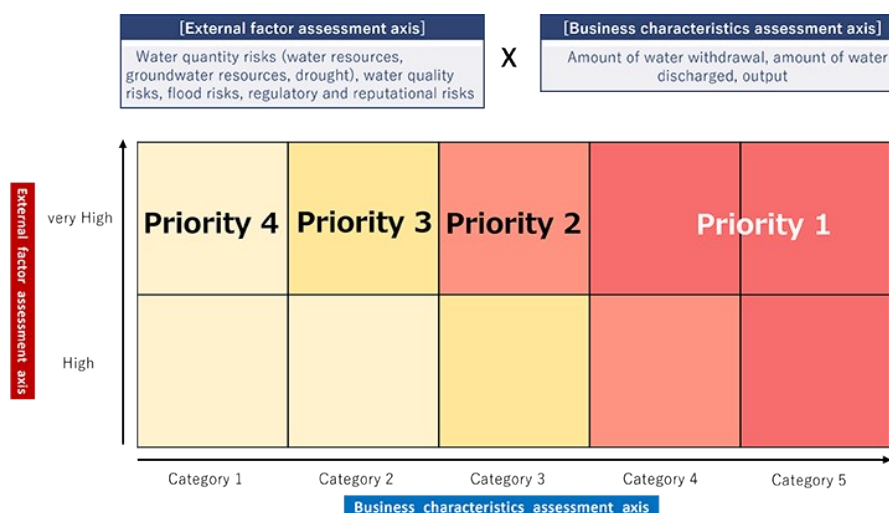 [External factor assessment axis]
Water quantity risks (water resources,
groundwater resources, drought), water quality
risks, flood risks, regulatory and reputational risks
X
[Business characteristics assessment axis]
Amount of water withdrawal, amount of water
discharged, output
External factor assessment axis
very High
High
Priority 4
Priority 3
Priority 2
Priority 1
Category 1
Category 2
Category 3
Category 4
Category 5
Business characteristics assessment axis